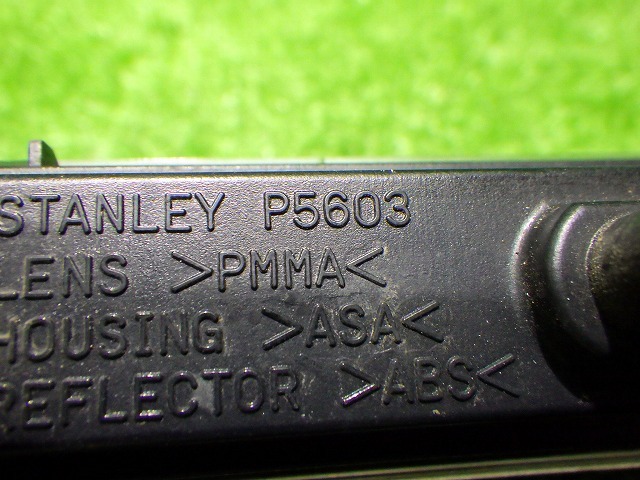 STANLEY P5603
LENS >PMMA<
HOUSING >ASA<
REFLECTOR >ABS<